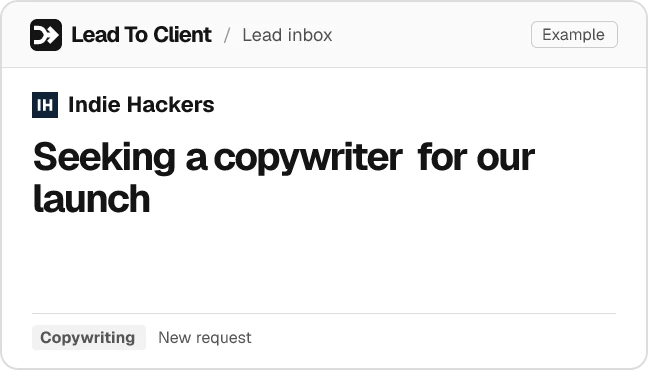 Lead To Client / Lead inbox
Example
IH Indie Hackers
Seeking a copywriter for our
launch
Copywriting New request